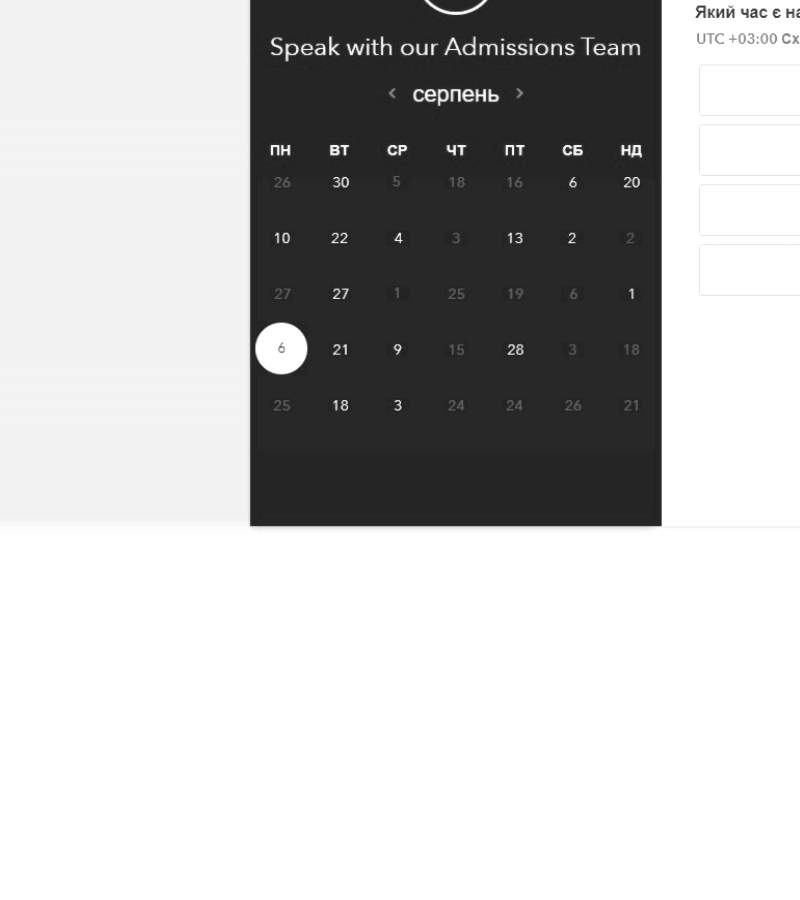 Speak with our Admissions Team
‹ серпень ›
ПН ВТ СР ЧТ ПТ СБ НД
26 30 5 18 16 6 20
10 22 4 3 13 2 2
27 27 1 25 19 6 1
6 21 9 15 28 3 18
25 18 3 24 24 26 21
Який час є
UTC +03:00